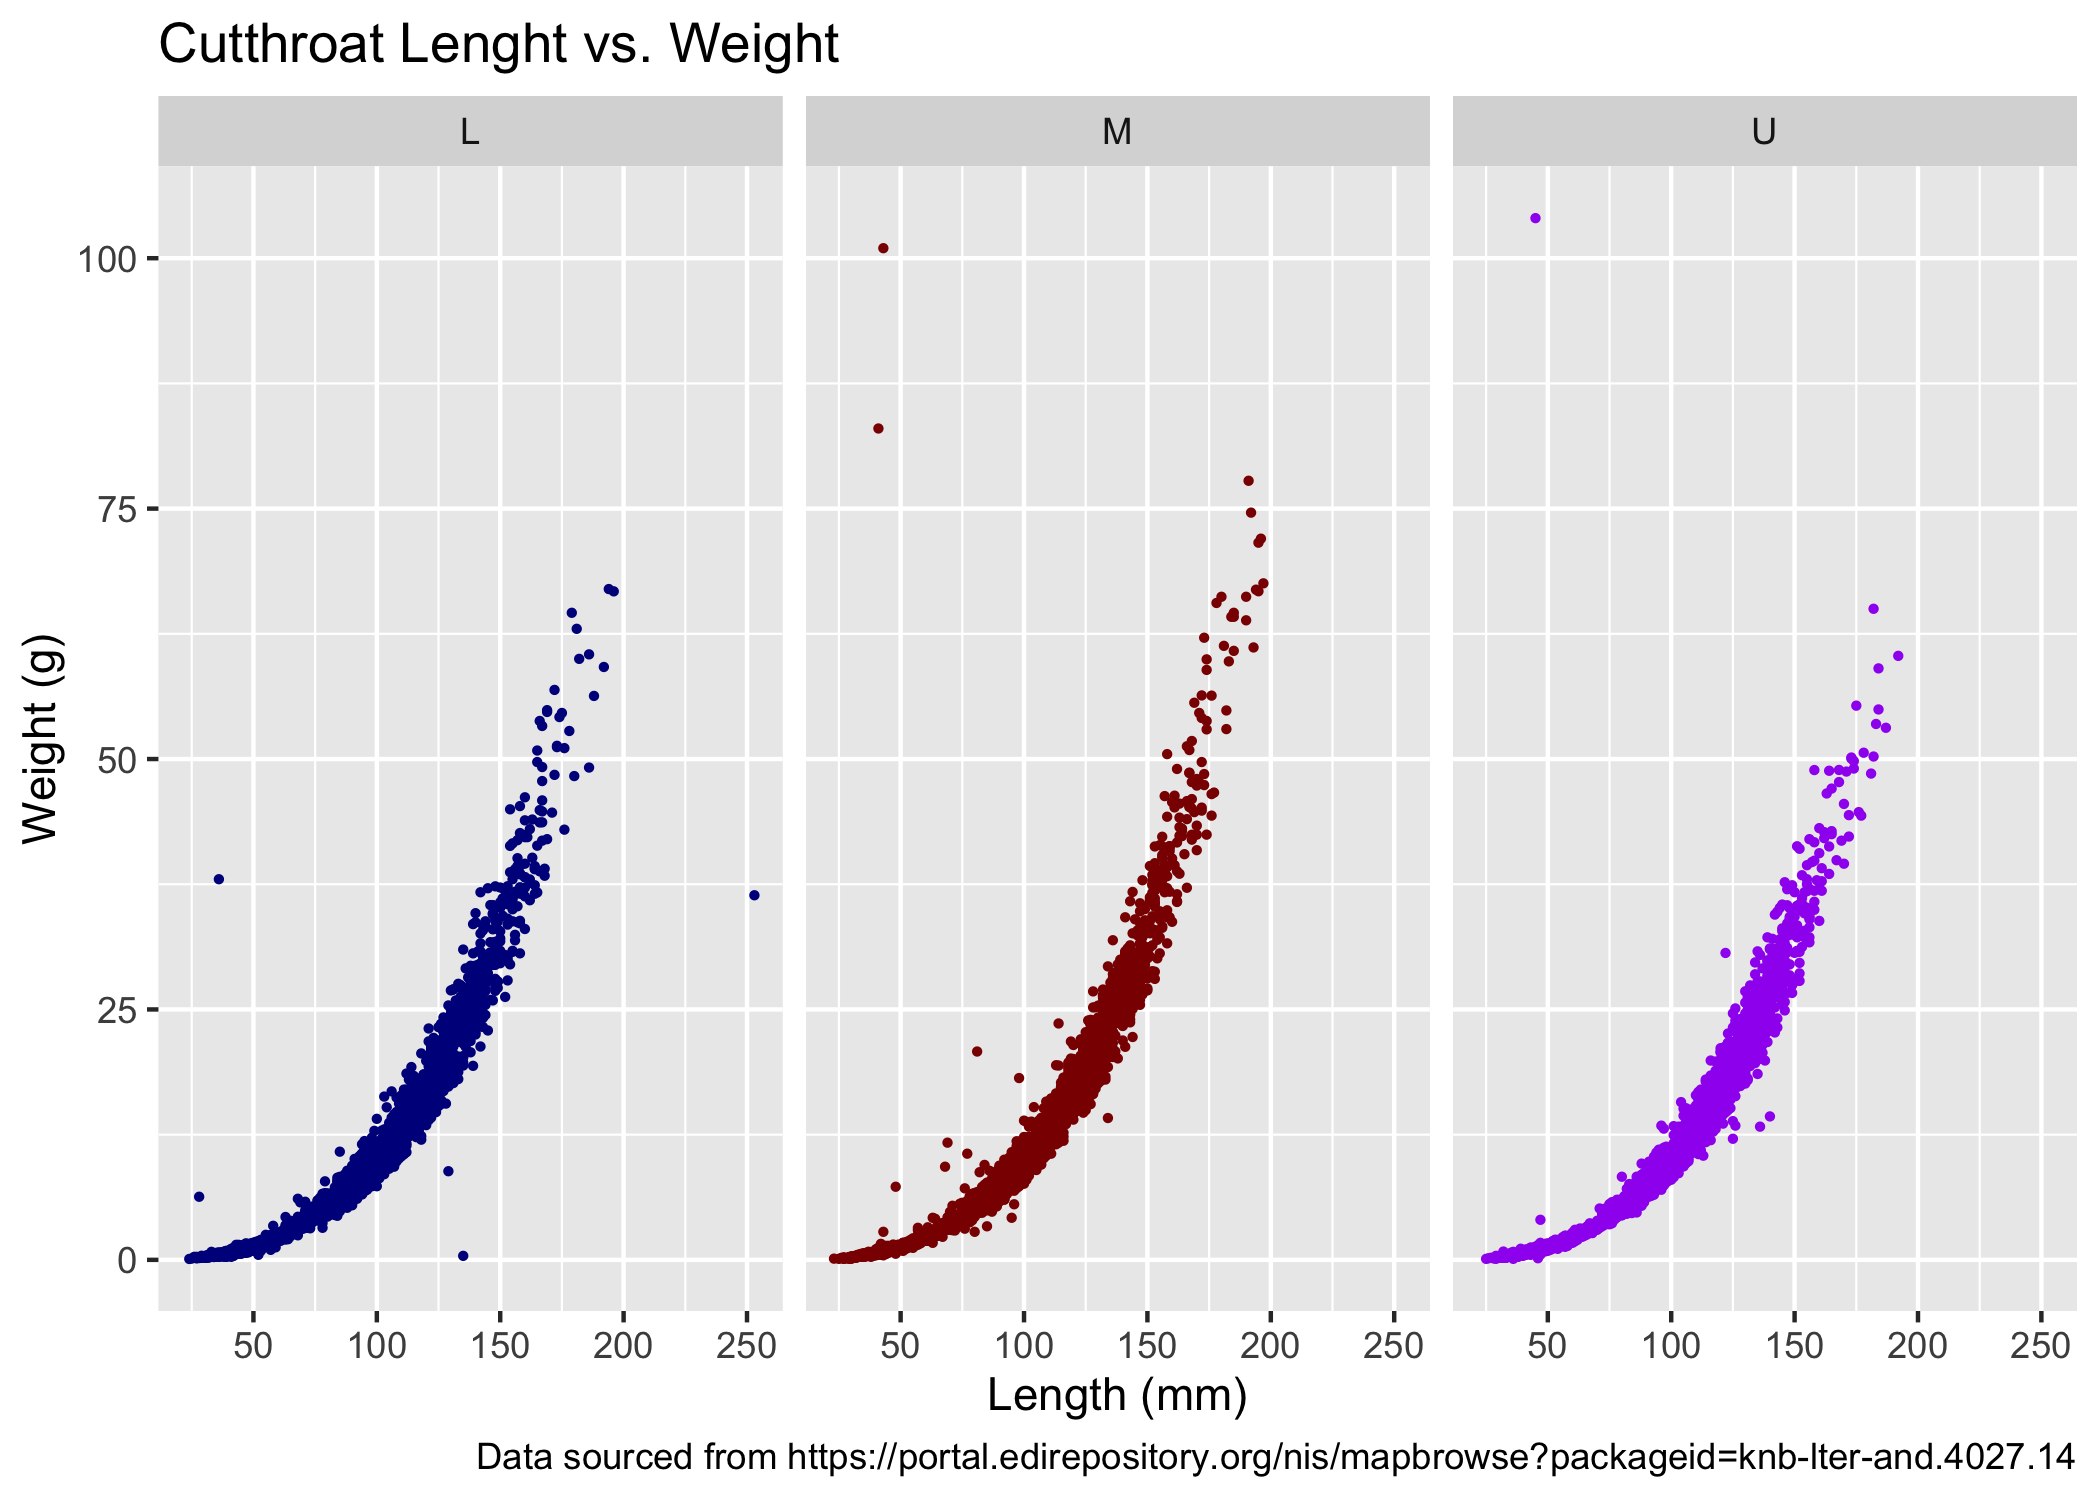 Cutthroat Lenght vs. Weight
L M U
100
75
50
25
0
Weight (g)
50 100 150 200 250 50 100 150 200 250 50 100 150 200 250
Length (mm)
Data sourced from https://portal.edirepository.org/nis/mapbrowse?packageid=knb-lter-and.4027.14